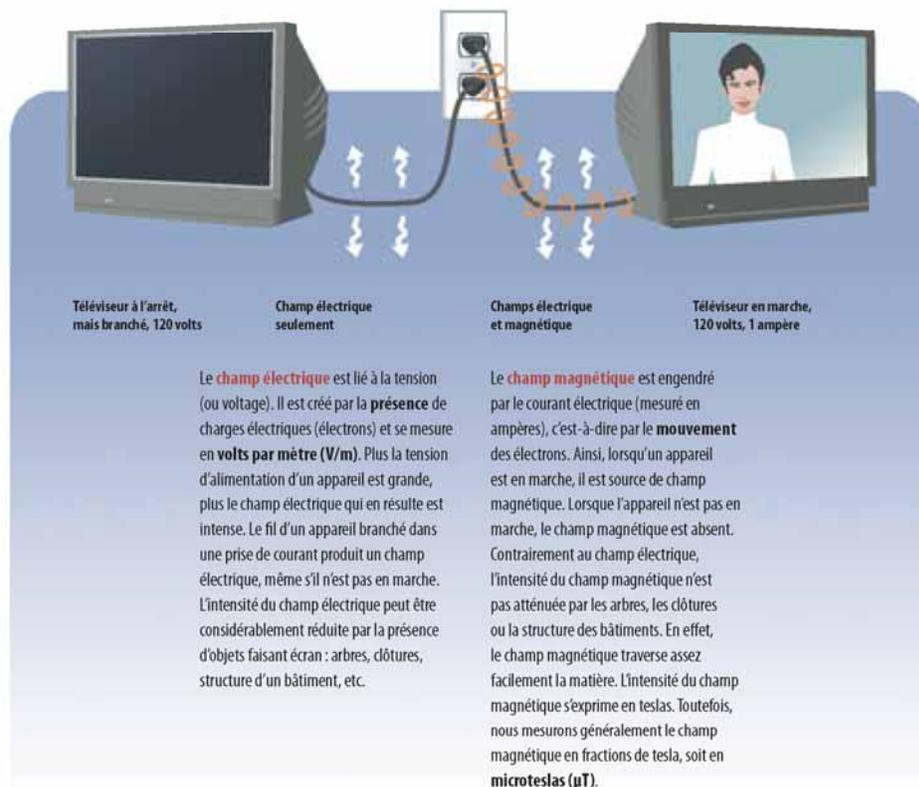 Téléviseur à l'arrêt,
mais branché, 120 volts
Champ électrique
seulement
Champs électrique
et magnétique
Téléviseur en marche,
120 volts, 1 ampère
Le champ électrique est lié à la tension
(ou voltage). Il est créé par la présence de
charges électriques (électrons) et se mesure
en volts par mètre (V/m). Plus la tension
d'alimentation d'un appareil est grande,
plus le champ électrique qui en résulte est
intense. Le fil d'un appareil branché dans
une prise de courant produit un champ
électrique, même s'il n'est pas en marche.
L'intensité du champ électrique peut être
considérablement réduite par la présence
d'objets faisant écran : arbres, clôtures,
structure d'un bâtiment, etc.
Le champ magnétique est engendré
par le courant électrique (mesuré en
ampères), c'est-à-dire par le mouvement
des électrons. Ainsi, lorsqu'un appareil
est en marche, il est source de champ
magnétique. Lorsque l'appareil n'est pas en
marche, le champ magnétique est absent.
Contrairement au champ électrique,
l'intensité du champ magnétique n'est
pas atténuée par les arbres, les clôtures
ou la structure des bâtiments. En effet,
le champ magnétique traverse assez
facilement la matière. L'intensité du champ
magnétique s'exprime en teslas. Toutefois,
nous mesurons généralement le champ
magnétique en fractions de tesla, soit en
microteslas (µT).